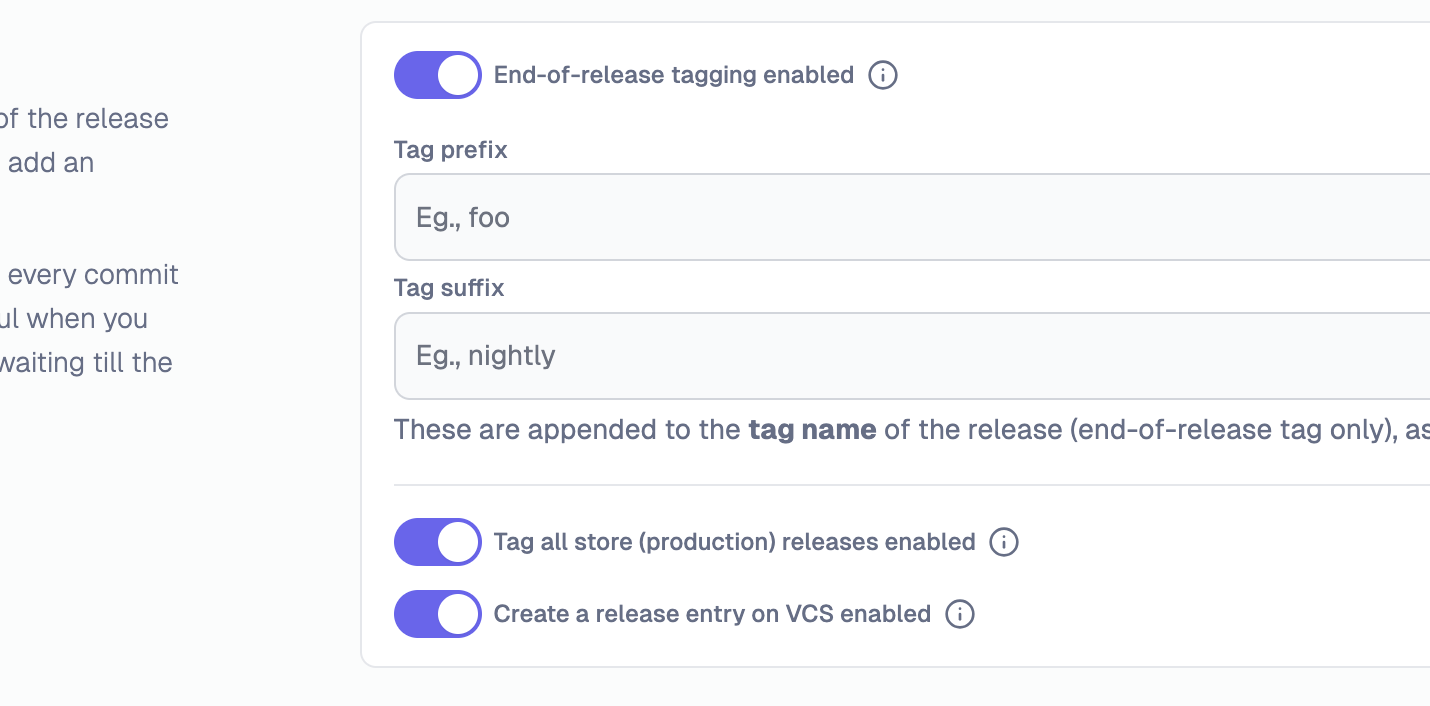 of the release
add an
every commit
when you
waiting till the
End-of-release tagging enabled
Tag prefix
Eg., foo
Tag suffix
Eg., nightly
These are appended to the tag name of the release (end-of-release tag only), as
Tag all store (production) releases enabled
Create a release entry on VCS enabled